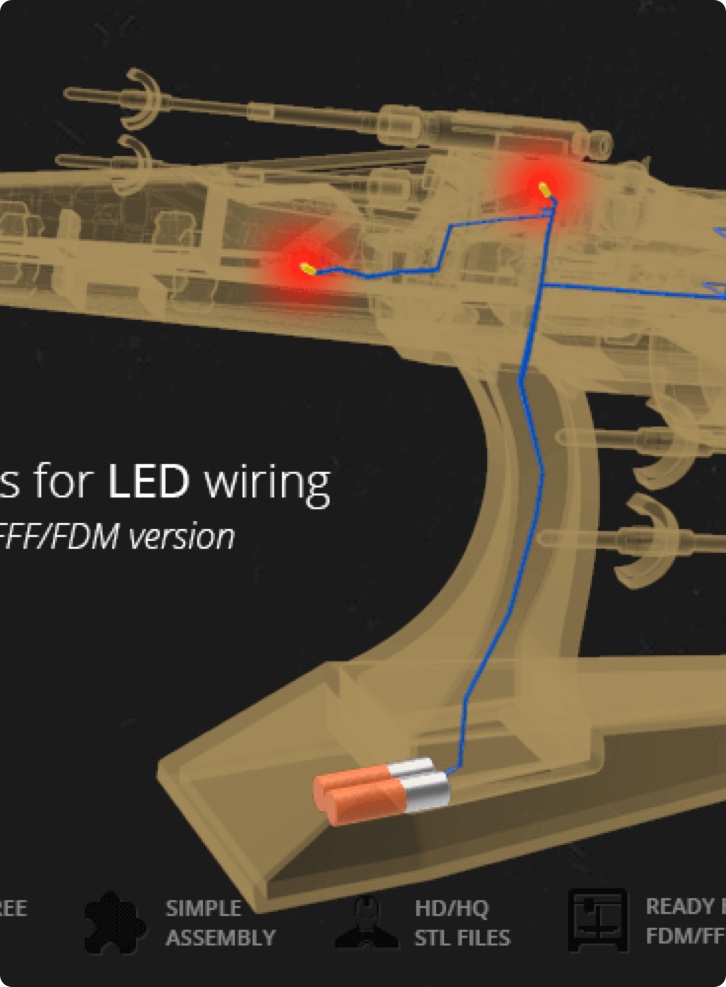 s for LED wiring
FFF/FDM version
REE
SIMPLE
ASSEMBLY
HD/HQ
STL FILES
READY F
FDM/FF